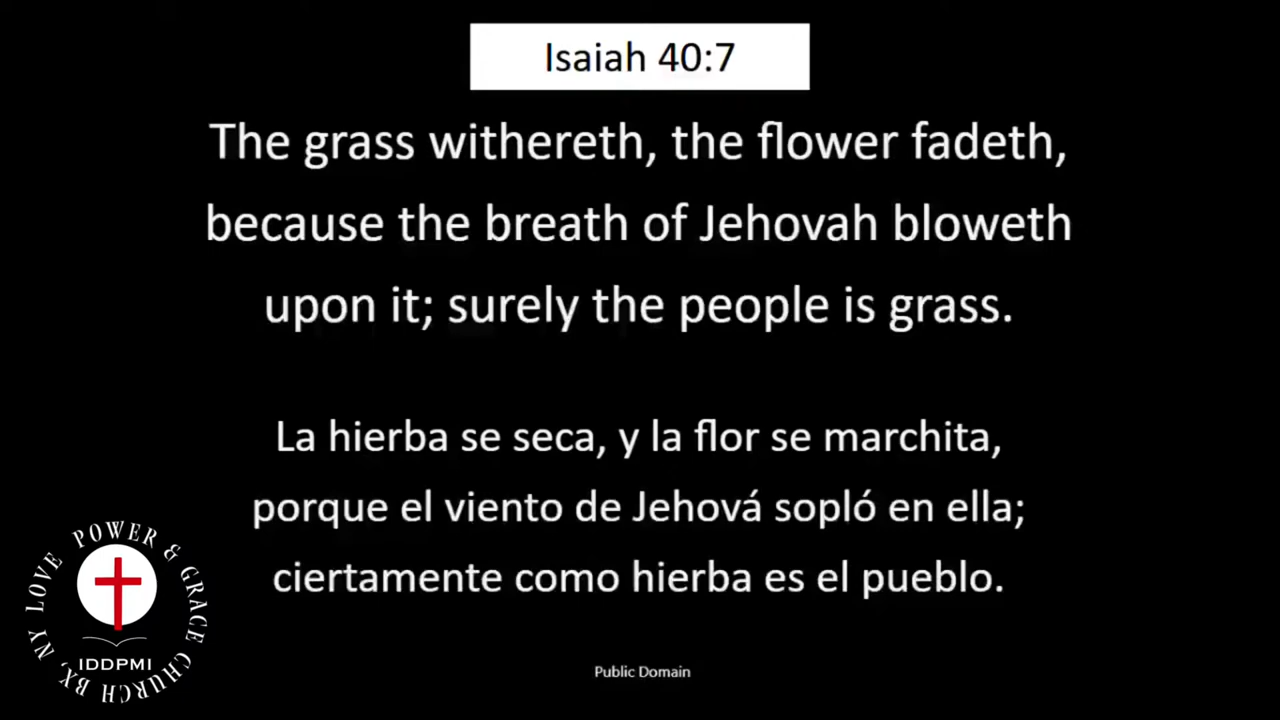 Isaiah 40:7
The grass withereth, the flower fadeth,
because the breath of Jehovah bloweth
upon it; surely the people is grass.
La hierba se seca, y la flor se marchita,
porque el viento de Jehová sopló en ella;
ciertamente como hierba es el pueblo.
LOVE POWER & GRACE CHURCH BX, NY
IDDPMI
Public Domain